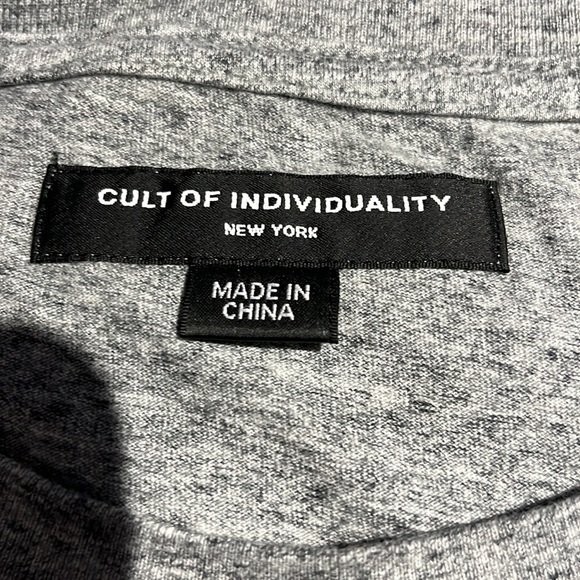 CULT OF INDIVIDUALITY
NEW YORK
MADE IN
CHINA